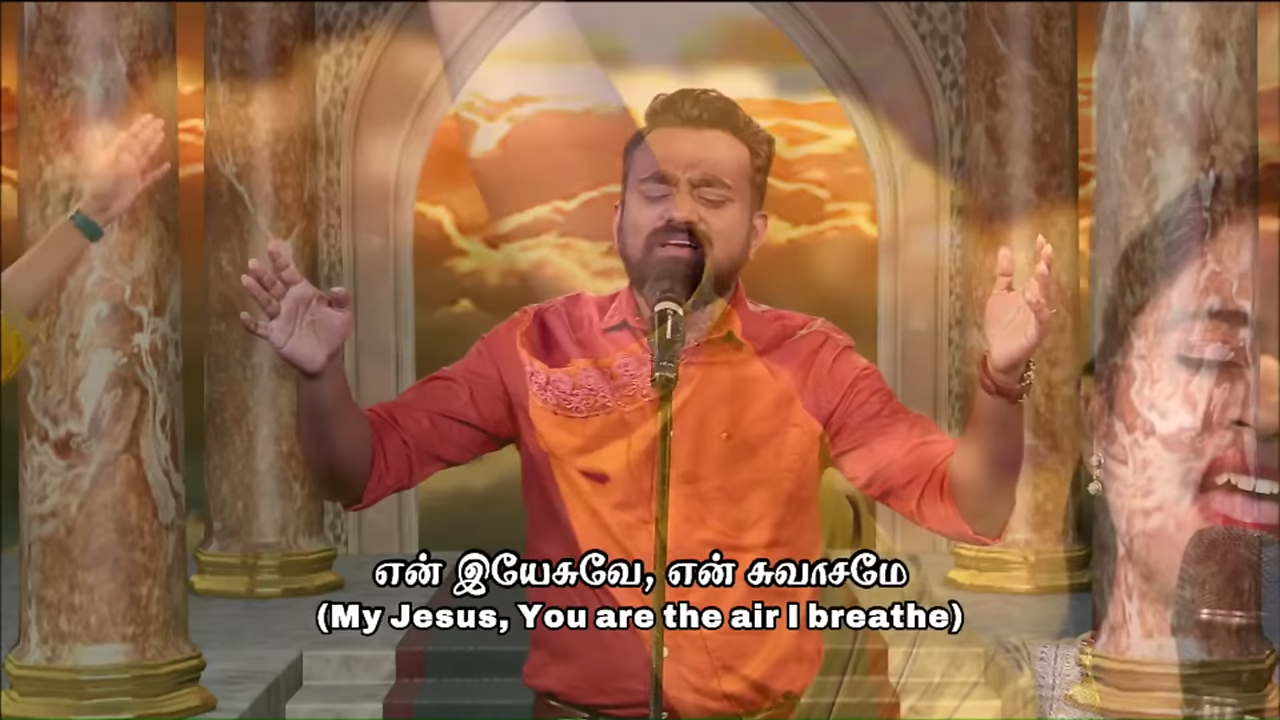 என் இயேசுவே, என் சுவாசமே
(My Jesus, You are the air I breathe)